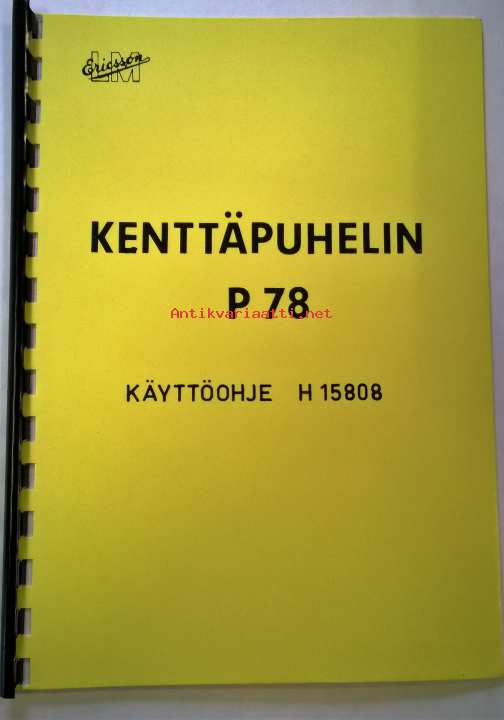 LM
Ericsson
KENTTÄPUHELIN
P 78
Antikvariaatti.net
KÄYTTÖOHJE H 15808